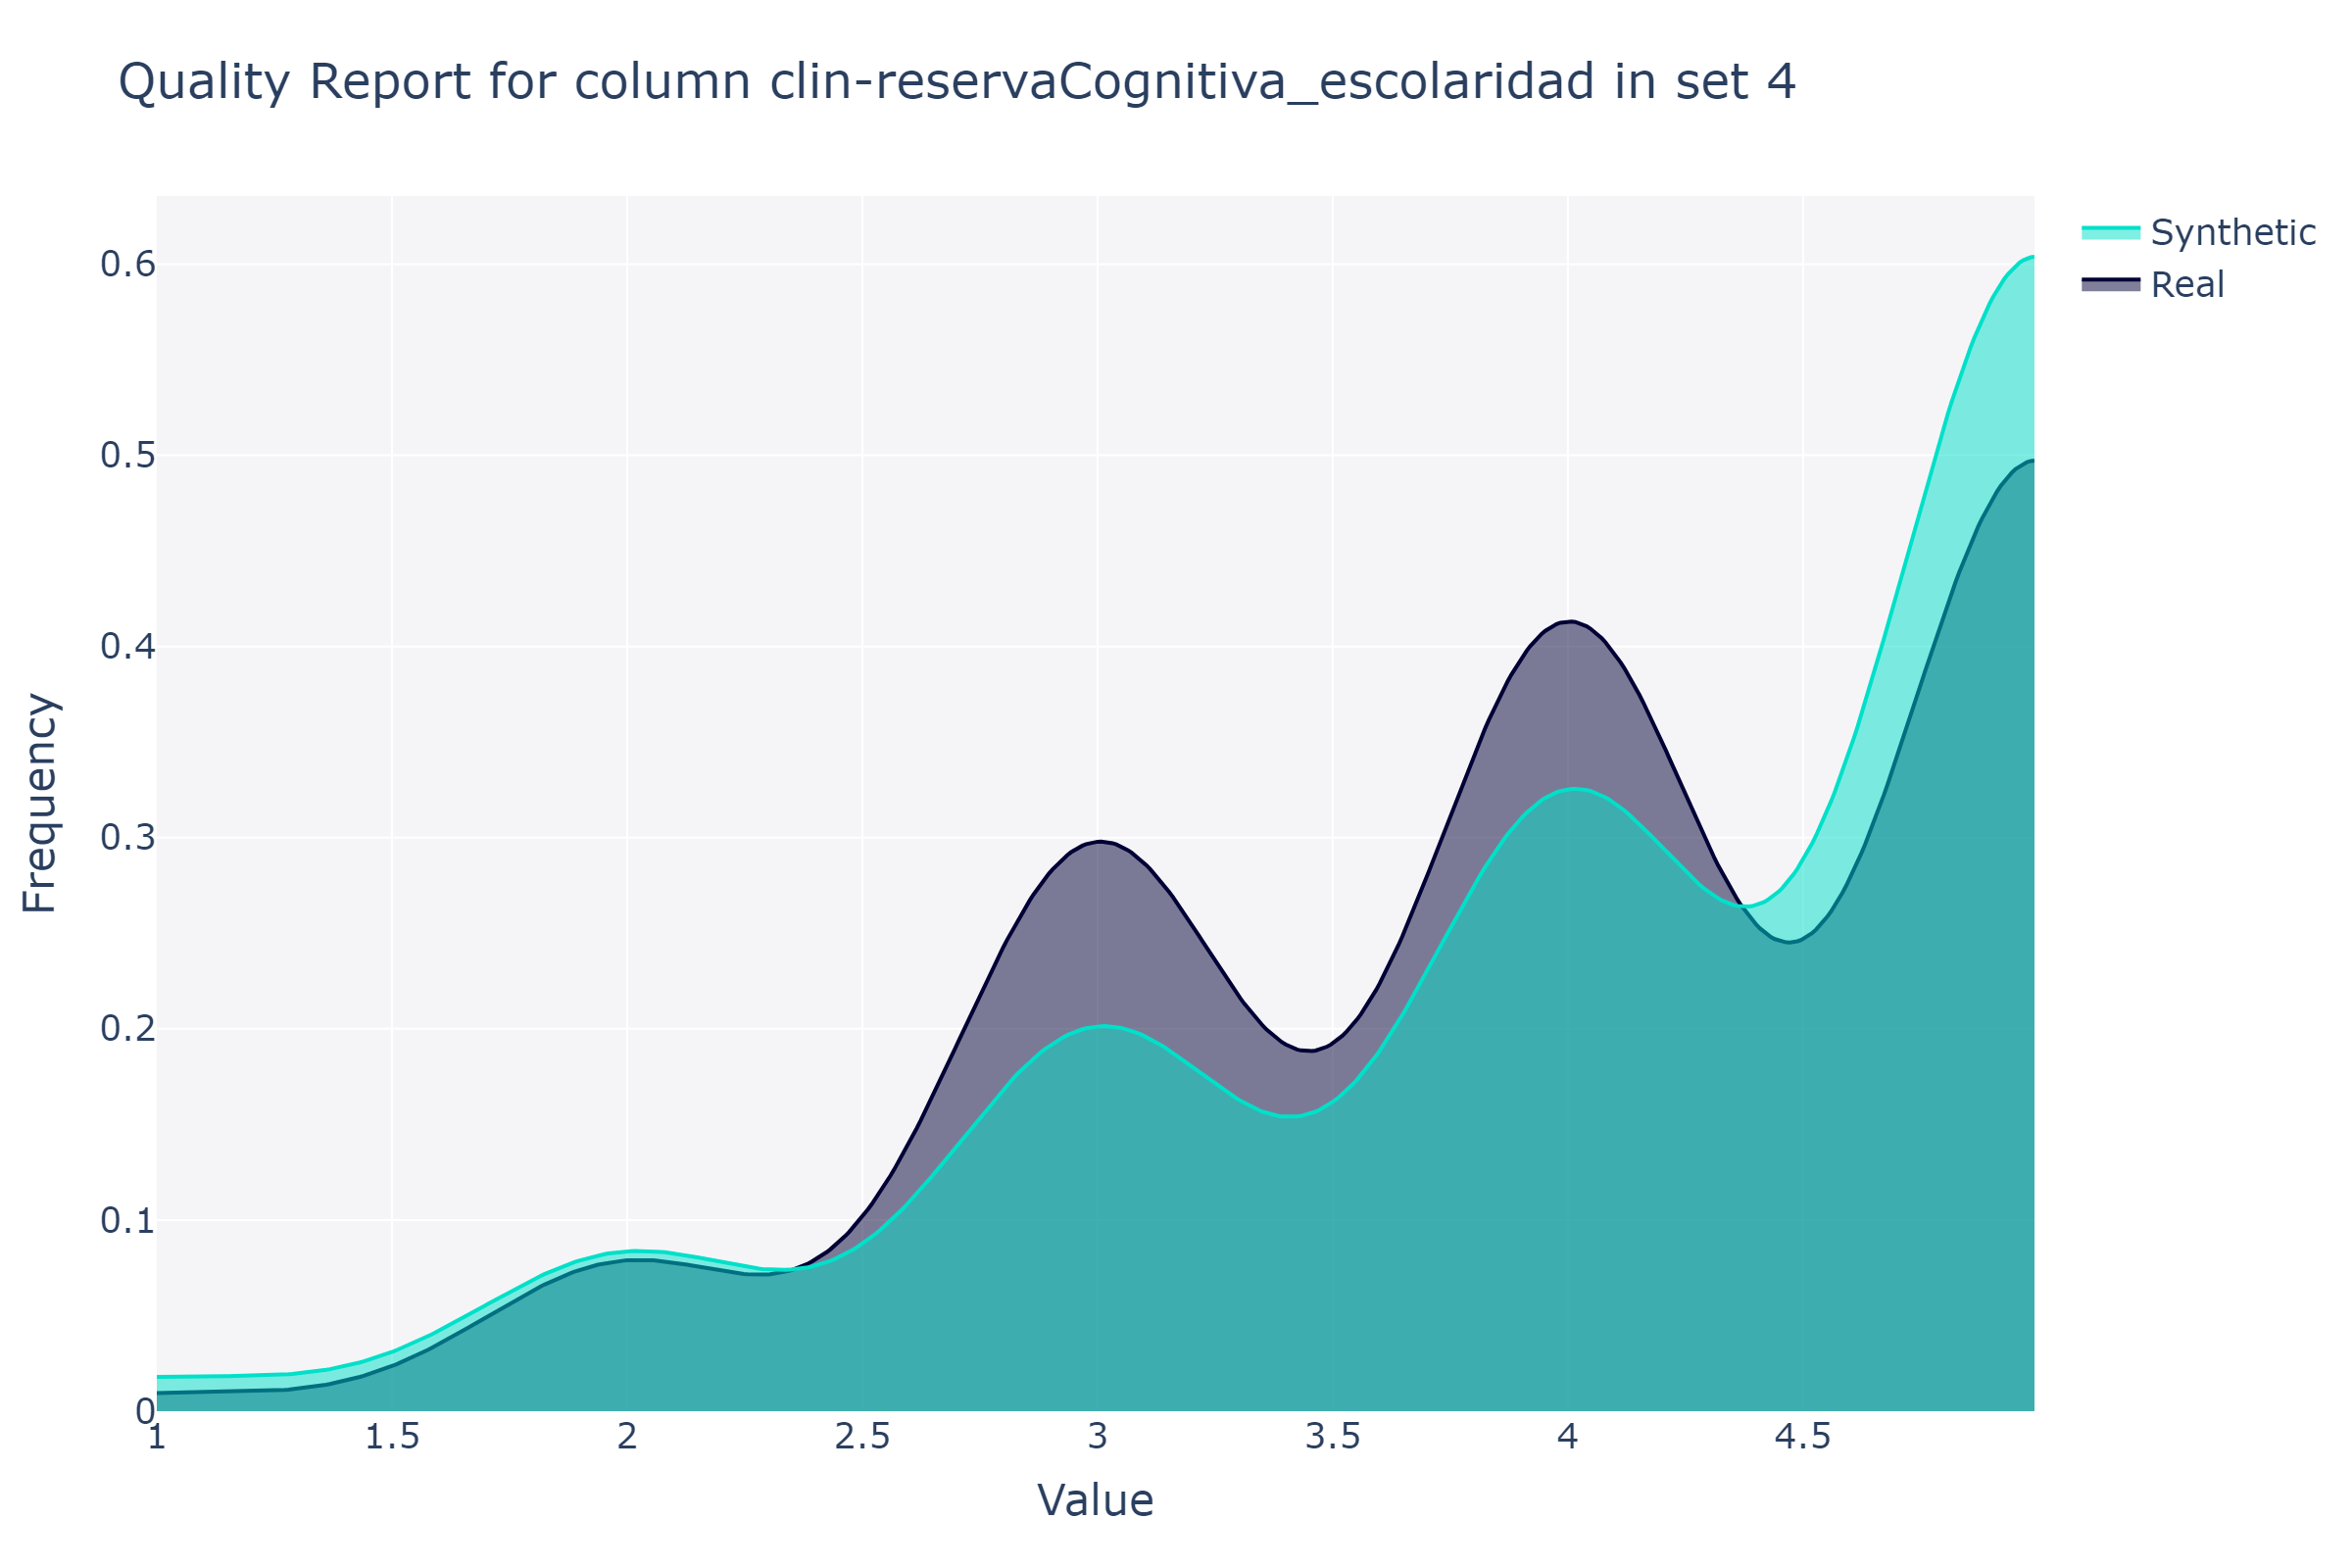 Quality Report for column clin-reservaCognitiva_escolaridad in set 4
Synthetic
Real
0.6
0.5
0.4
0.3
0.2
0.1
0
Frequency
1 1.5 2 2.5 3 3.5 4 4.5
Value